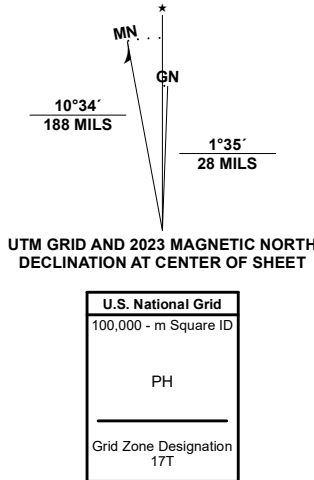 ★
MN
GN
10°34´
188 MILS
1°35´
28 MILS
UTM GRID AND 2023 MAGNETIC NORTH
DECLINATION AT CENTER OF SHEET
U.S. National Grid
100,000 - m Square ID
PH
Grid Zone Designation
17T